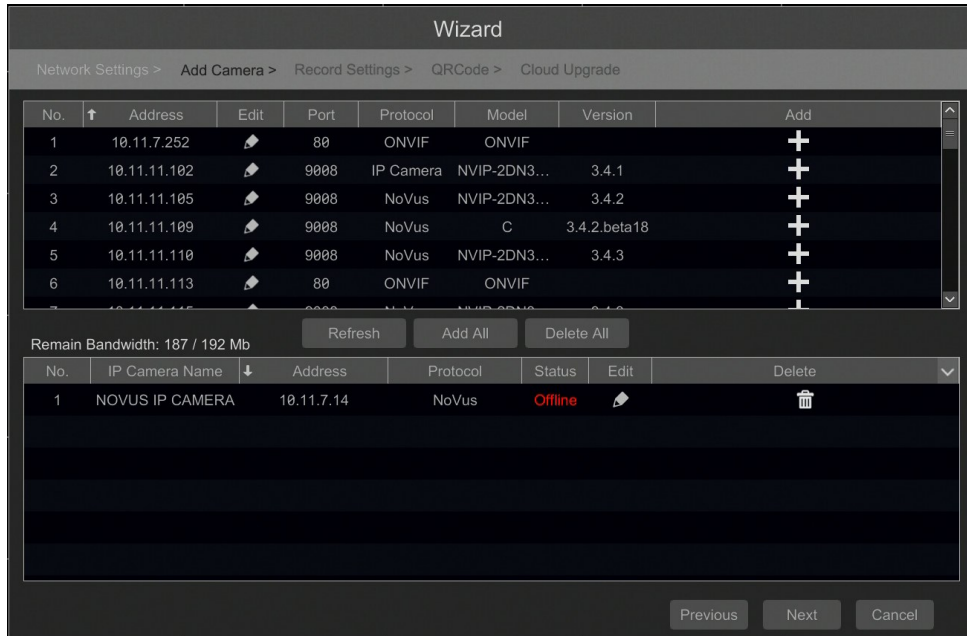 Wizard
Network Settings > Add Camera > Record Settings > QRCode > Cloud Upgrade
No. Address Edit Port Protocol Model Version Add
1 10.11.7.252 80 ONVIF ONVIF
2 10.11.11.102 9008 IP Camera NVIP-2DN3... 3.4.1
3 10.11.11.105 9008 NoVus NVIP-2DN3... 3.4.2
4 10.11.11.109 9008 NoVus C 3.4.2.beta18
5 10.11.11.110 9008 NoVus NVIP-2DN3... 3.4.3
6 10.11.11.113 80 ONVIF ONVIF
Refresh Add All Delete All
Remain Bandwidth: 187 / 192 Mb
No. IP Camera Name Address Protocol Status Edit Delete
1 NOVUS IP CAMERA 10.11.7.14 NoVus Offline
Previous Next Cancel